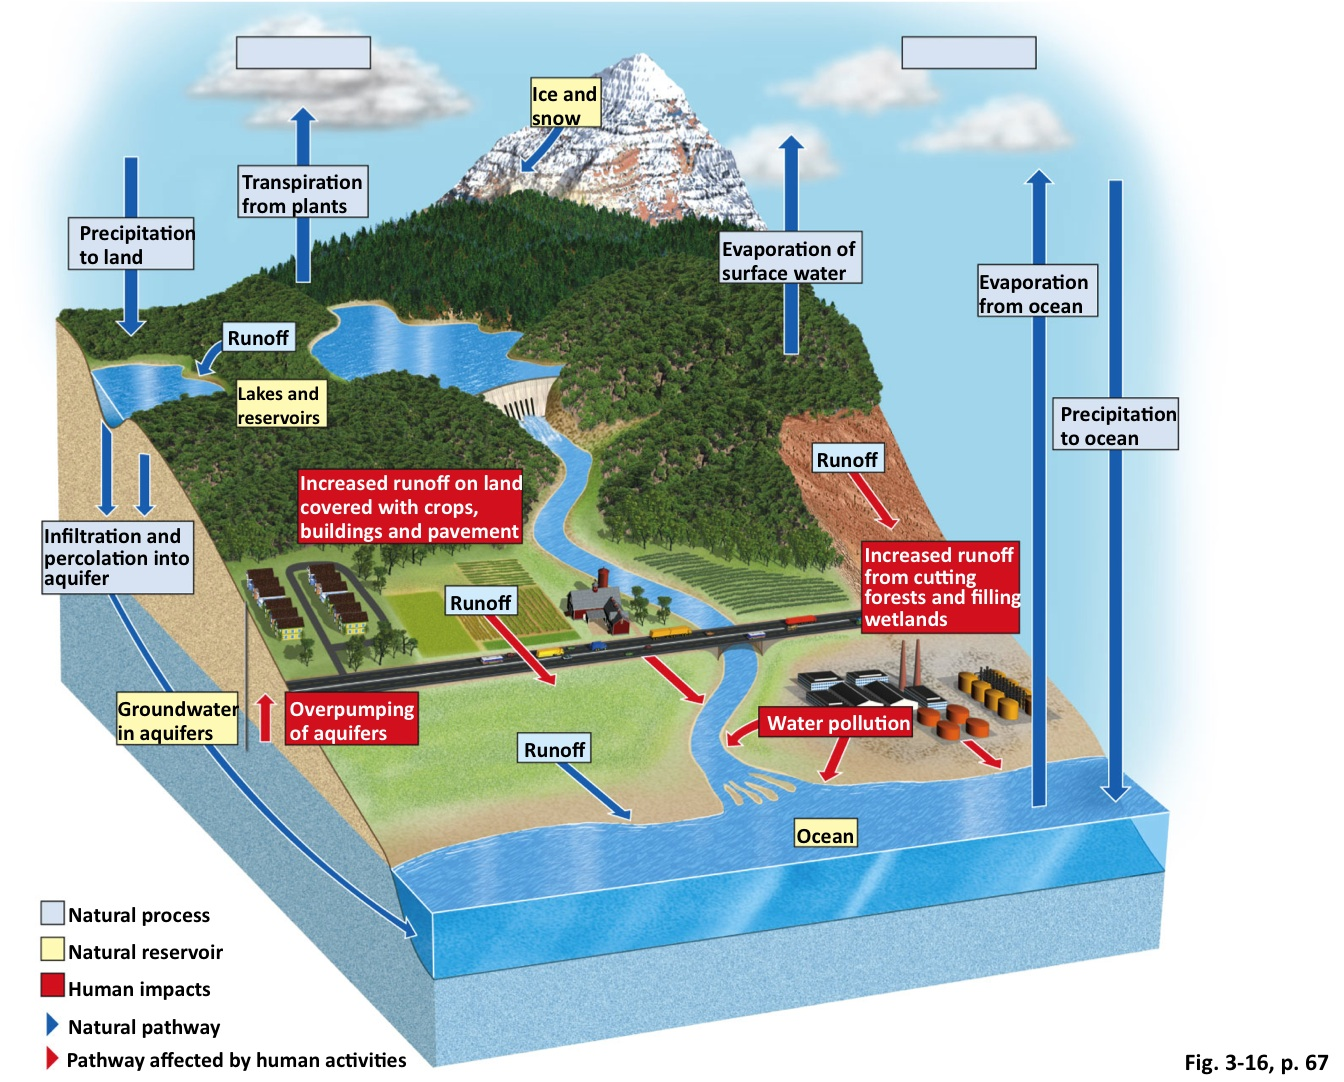 Ice and
snow
Transpiration
from plants
Precipitation
to land
Evaporation of
surface water
Evaporation
from ocean
Runoff
Lakes and
reservoirs
Precipitation
to ocean
Runoff
Increased runoff on land
covered with crops,
buildings and pavement
Infiltration and
percolation into
aquifer
Increased runoff
from cutting
forests and filling
wetlands
Runoff
Groundwater
in aquifers
Overpumping
of aquifers
Water pollution
Runoff
Ocean
Natural process
Natural reservoir
Human impacts
Natural pathway
Pathway affected by human activities
Fig. 3-16, p. 67